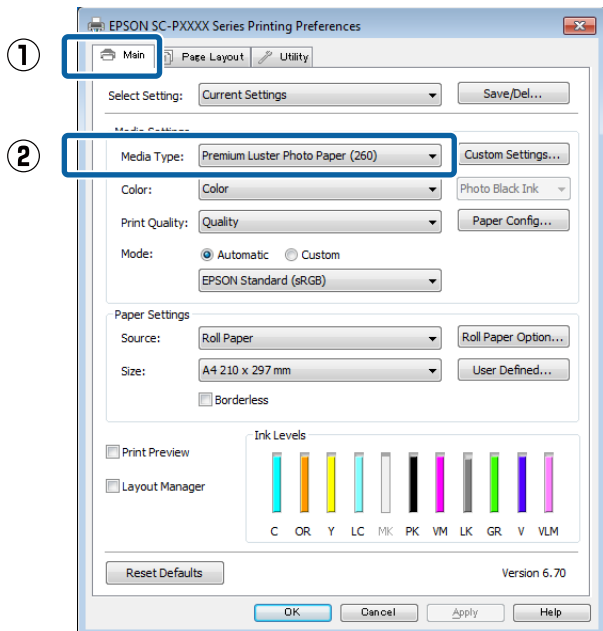 EPSON SC-PXXXX Series Printing Preferences
1
Main Page Layout Utility
Select Setting: Current Settings Save/Del...
Media Settings
2
Media Type: Premium Luster Photo Paper (260) Custom Settings...
Color: Color Photo Black Ink
Print Quality: Quality Paper Config...
Mode: Automatic Custom
EPSON Standard (sRGB)
Paper Settings
Source: Roll Paper Roll Paper Option...
Size: A4 210 x 297 mm User Defined...
Borderless
Ink Levels
Print Preview
Layout Manager
C OR Y LC MK PK VM LK GR V VLM
Reset Defaults Version 6.70
OK Cancel Apply Help